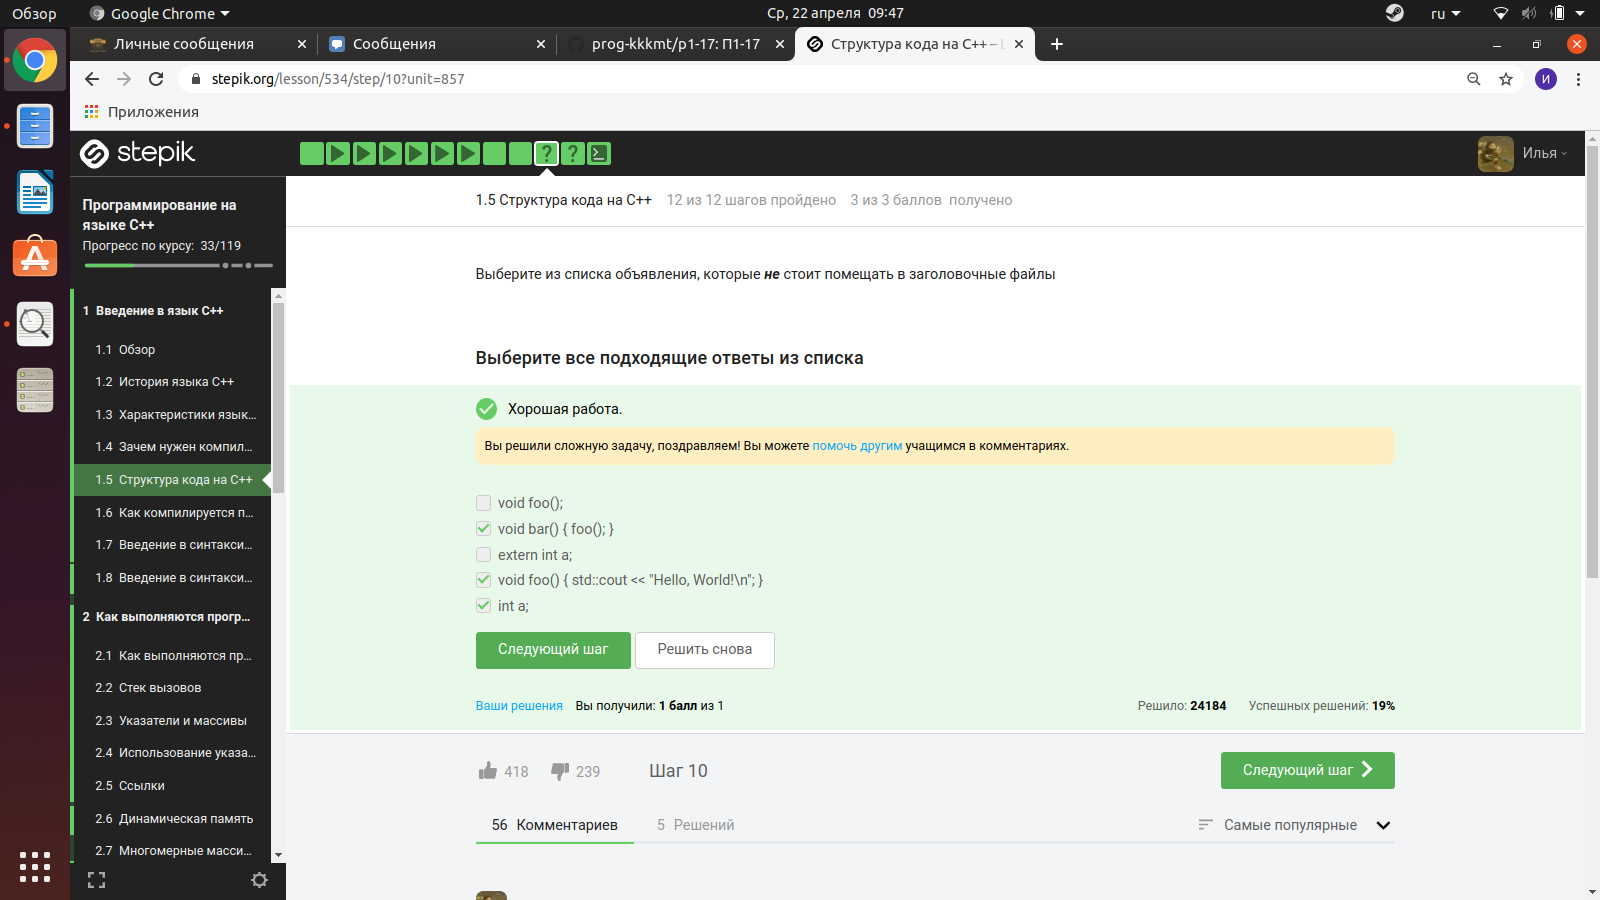 Обзор
Google Chrome
Ср, 22 апреля 09:47
ru
Личные сообщения
Сообщения
prog-kkkmt/p1-17: П1-17
Структура кода на C++ –
stepik.org/lesson/534/step/10?unit=857
И
Приложения
stepik
Илья
Программирование на
языке C++
Прогресс по курсу: 33/119
1 Введение в язык C++
1.1 Обзор
1.2 История языка C++
1.3 Характеристики язык...
1.4 Зачем нужен компил...
1.5 Структура кода на C++
1.6 Как компилируется п...
1.7 Введение в синтакси...
1.8 Введение в синтакси...
2 Как выполняются прогр...
2.1 Как выполняются пр...
2.2 Стек вызовов
2.3 Указатели и массивы
2.4 Использование указа...
2.5 Ссылки
2.6 Динамическая память
2.7 Многомерные масси...
1.5 Структура кода на C++ 12 из 12 шагов пройдено 3 из 3 баллов получено
Выберите из списка объявления, которые не стоит помещать в заголовочные файлы
Выберите все подходящие ответы из списка
Хорошая работа.
Вы решили сложную задачу, поздравляем! Вы можете помочь другим учащимся в комментариях.
void foo();
void bar() { foo(); }
extern int a;
void foo() { std::cout << "Hello, World!\n"; }
int a;
Следующий шаг
Решить снова
Ваши решения Вы получили: 1 балл из 1
Решило: 24184 Успешных решений: 19%
418 239 Шаг 10
Следующий шаг
56 Комментариев 5 Решений
Самые популярные